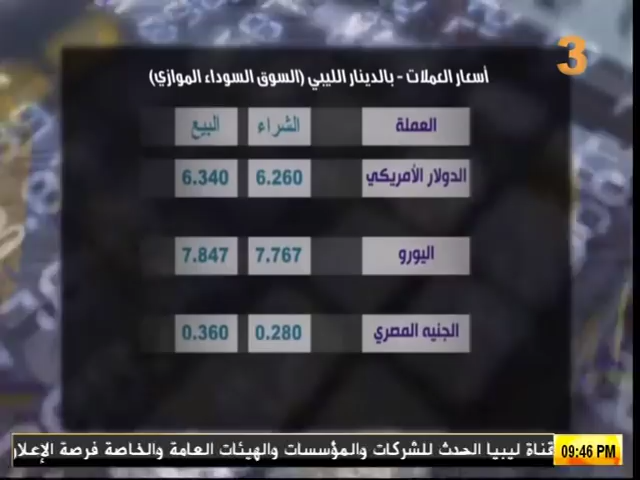 3
أسعار العملات - بالدينار الليبي (السوق السوداء الموازي)
العملة الشراء البيع
الدولار الأمريكي 6.260 6.340
اليورو 7.767 7.847
الجنيه المصري 0.280 0.360
قناة ليبيا الحدث للشركات والمؤسسات والهيئات العامة والخاصة فرصة الإعلا
09:46 PM